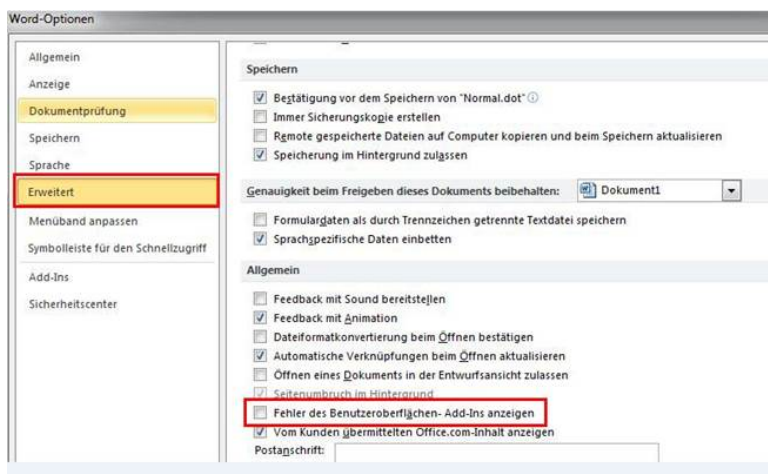 Word-Optionen
Allgemein
Anzeige
Dokumentprüfung
Speichern
Sprache
Erweitert
Menüband anpassen
Symbolleiste für den Schnellzugriff
Add-Ins
Sicherheitscenter
Speichern
Bestätigung vor dem Speichern von "Normal.dot"
Immer Sicherungskopie erstellen
Remote gespeicherte Dateien auf Computer kopieren und beim Speichern aktualisieren
Speicherung im Hintergrund zulassen
Genauigkeit beim Freigeben dieses Dokuments beibehalten: Dokument1
Formulardaten als durch Trennzeichen getrennte Textdatei speichern
Sprachspezifische Daten einbetten
Allgemein
Feedback mit Sound bereitstellen
Feedback mit Animation
Dateiformatkonvertierung beim Öffnen bestätigen
Automatische Verknüpfungen beim Öffnen aktualisieren
Öffnen eines Dokuments in der Entwurfsansicht zulassen
Seitenumbruch im Hintergrund
Fehler des Benutzeroberflächen- Add-Ins anzeigen
Vom Kunden übermittelten Office.com-Inhalt anzeigen
Postanschrift: